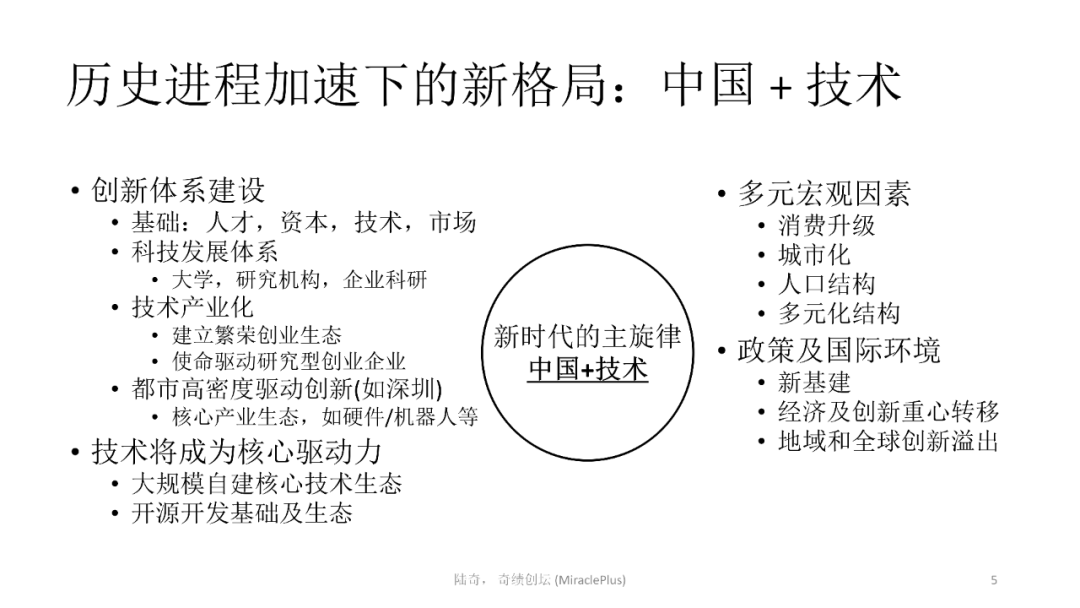 历史进程加速下的新格局：中国 + 技术
• 创新体系建设
• 基础：人才，资本，技术，市场
• 科技发展体系
• 大学，研究机构，企业科研
• 技术产业化
• 建立繁荣创业生态
• 使命驱动研究型创业企业
• 都市高密度驱动创新(如深圳)
• 核心产业生态，如硬件/机器人等
• 技术将成为核心驱动力
• 大规模自建核心技术生态
• 开源开发基础及生态
新时代的主旋律
中国+技术
• 多元宏观因素
• 消费升级
• 城市化
• 人口结构
• 多元化结构
• 政策及国际环境
• 新基建
• 经济及创新重心转移
• 地域和全球创新溢出
陆奇， 奇绩创坛 (MiraclePlus)
5